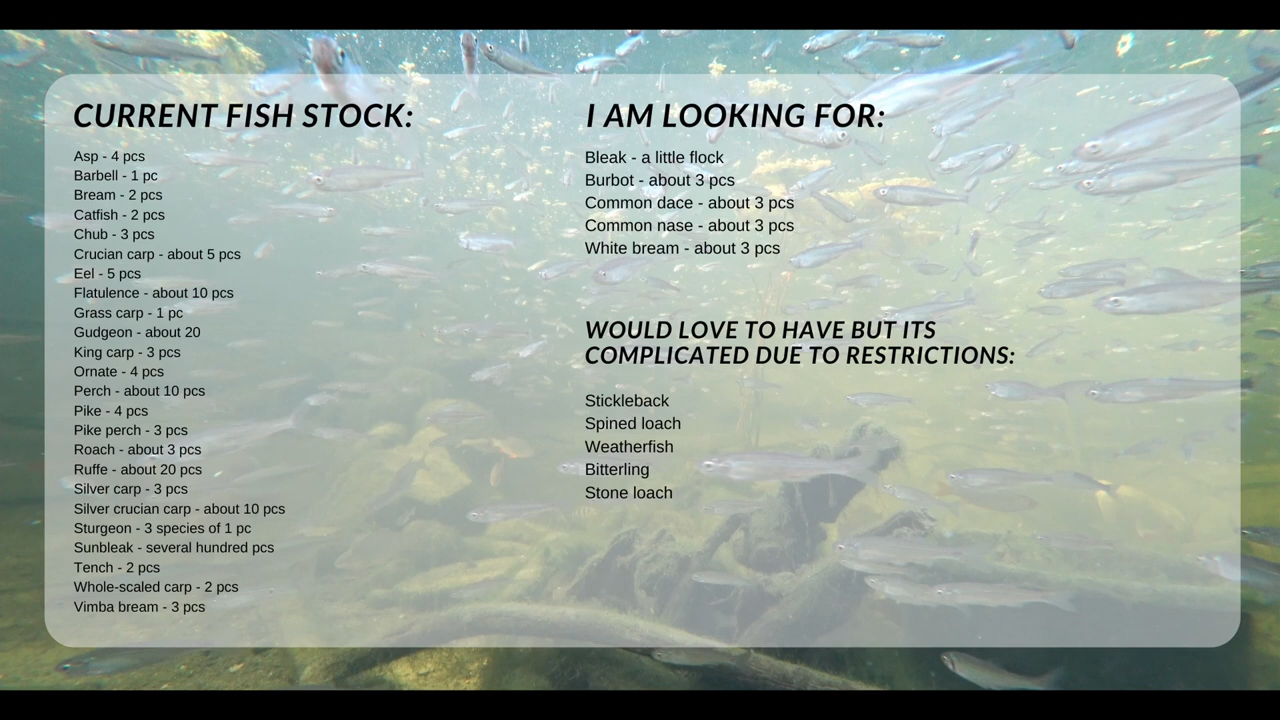 CURRENT FISH STOCK:
Asp - 4 pcs
Barbell - 1 pc
Bream - 2 pcs
Catfish - 2 pcs
Chub - 3 pcs
Crucian carp - about 5 pcs
Eel - 5 pcs
Flatulence - about 10 pcs
Grass carp - 1 pc
Gudgeon - about 20
King carp - 3 pcs
Ornate - 4 pcs
Perch - about 10 pcs
Pike - 4 pcs
Pike perch - 3 pcs
Roach - about 3 pcs
Ruffe - about 20 pcs
Silver carp - 3 pcs
Silver crucian carp - about 10 pcs
Sturgeon - 3 species of 1 pc
Sunbleak - several hundred pcs
Tench - 2 pcs
Whole-scaled carp - 2 pcs
Vimba bream - 3 pcs
I AM LOOKING FOR:
Bleak - a little flock
Burbot - about 3 pcs
Common dace - about 3 pcs
Common nase - about 3 pcs
White bream - about 3 pcs
WOULD LOVE TO HAVE BUT ITS
COMPLICATED DUE TO RESTRICTIONS:
Stickleback
Spined loach
Weatherfish
Bitterling
Stone loach